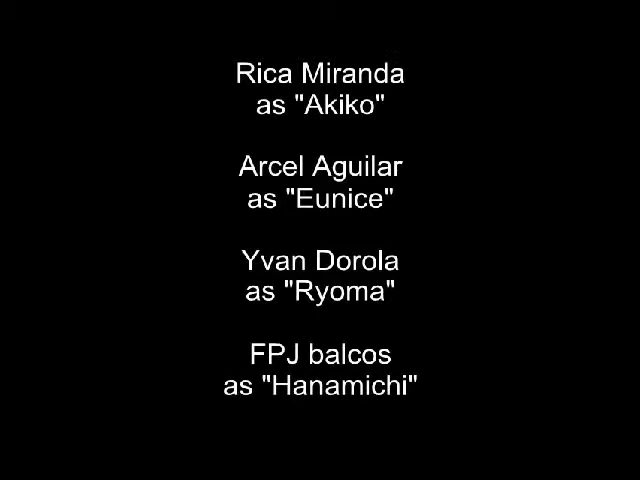 Rica Miranda
as "Akiko"
Arcel Aguilar
as "Eunice"
Yvan Dorola
as "Ryoma"
FPJ balcos
as "Hanamichi"